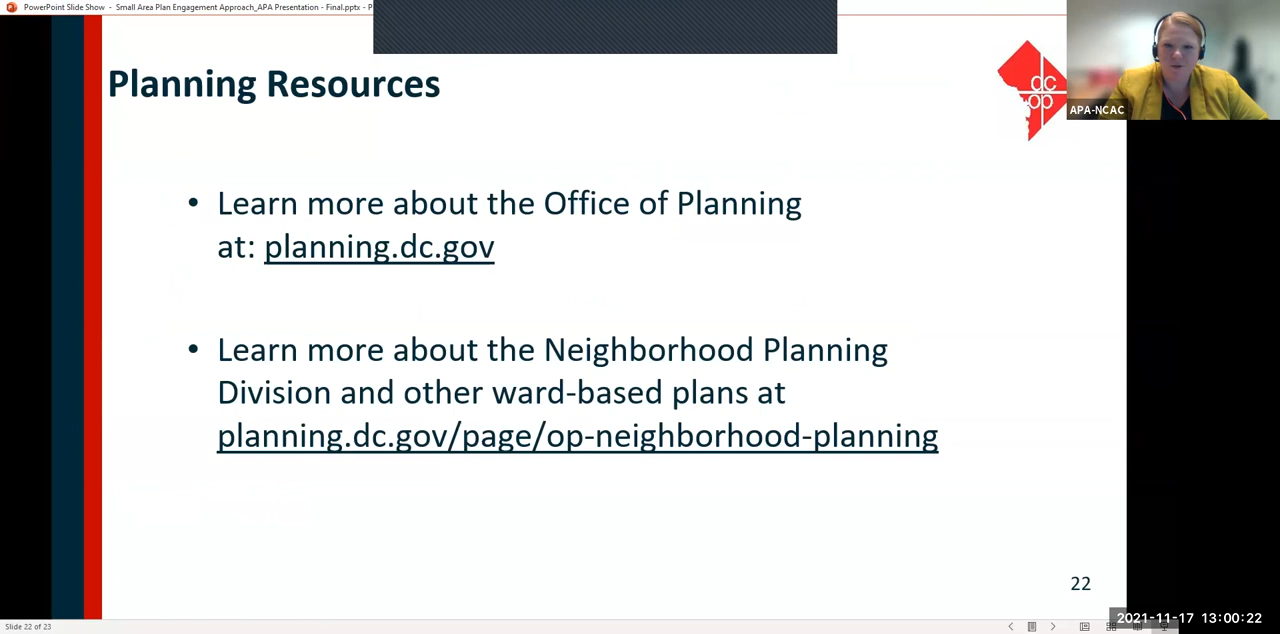 PowerPoint Slide Show - Small Area Plan Engagement Approach_APA Presentation - Final.pptx - P
Planning Resources
dc
op
APA-NCAC
• Learn more about the Office of Planning
at: planning.dc.gov
• Learn more about the Neighborhood Planning
Division and other ward-based plans at
planning.dc.gov/page/op-neighborhood-planning
22
Slide 22 of 23
2021-11-17 13:00:22